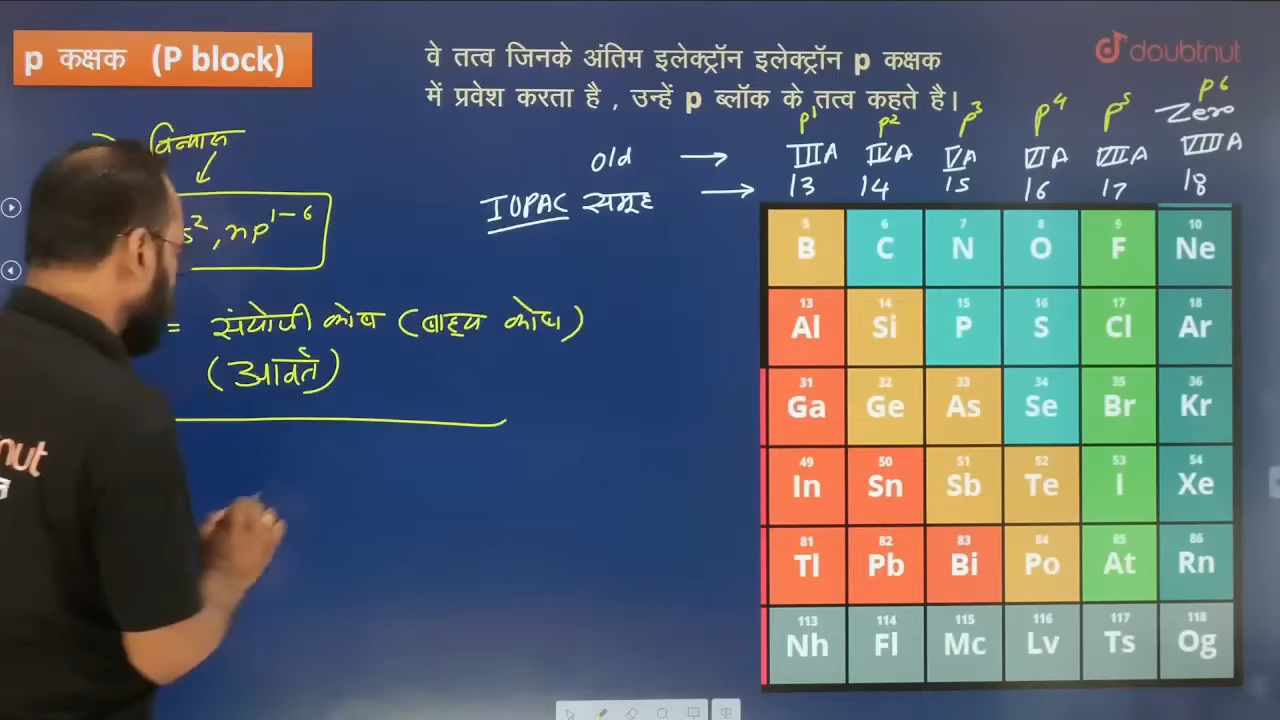 p कक्षक (P block)
वे तत्व जिनके अंतिम इलेक्ट्रॉन इलेक्ट्रॉन p कक्षक
में प्रवेश करता है , उन्हें p ब्लॉक के तत्व कहते है।
doubtnut
विन्यास
s², np¹⁻⁶
= संयोजी कोश (बाह्य कोश)
(आवर्त)
p¹ p² p³ p⁴ p⁵ p6
Zero
Old → IIIA IVA VA VIA VIIA VIIIA
IUPAC समूह → 13 14 15 16 17 18
5 6 7 8 9 10
B C N O F Ne
13 14 15 16 17 18
Al Si P S Cl Ar
31 32 33 34 35 36
Ga Ge As Se Br Kr
49 50 51 52 53 54
In Sn Sb Te I Xe
81 82 83 84 85 86
Tl Pb Bi Po At Rn
113 114 115 116 117 118
Nh Fl Mc Lv Ts Og
nut